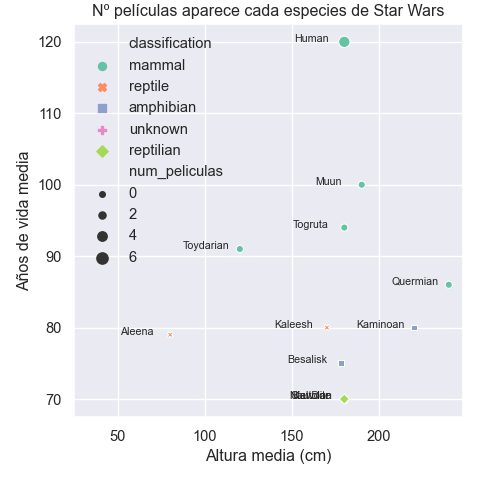 Nº películas aparece cada especies de Star Wars
120
110
100
90
80
70
Años de vida media
classification
mammal
reptile
amphibian
unknown
reptilian
num_peliculas
0
2
4
6
Human
Muun
Togruta
Toydarian
Quermian
Aleena
Kaleesh
Kaminoan
Besalisk
50
100
150
200
Altura media (cm)